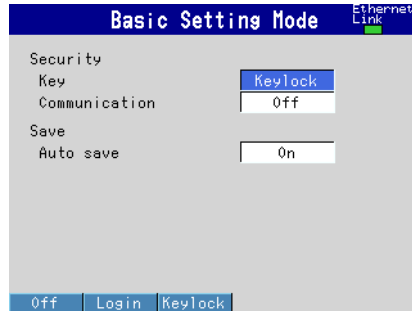 Basic Setting Mode
Ethernet
Link
Security
Key Keylock
Communication Off
Save
Auto save On
Off Login Keylock